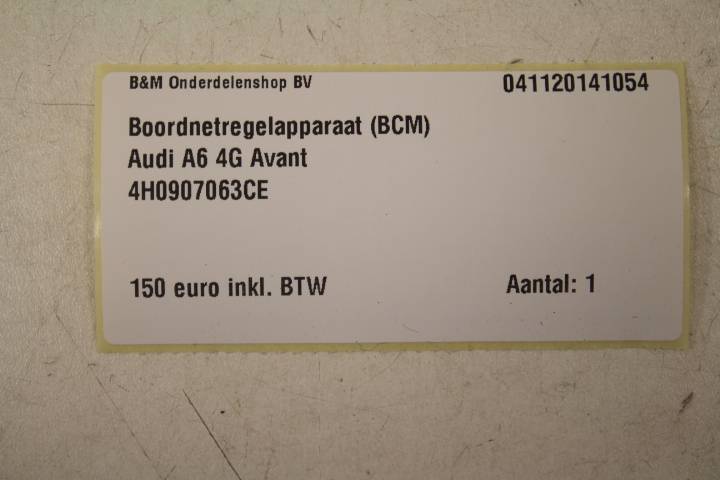 B&M Onderdelenshop BV 041120141054
Boordnetregelapparaat (BCM)
Audi A6 4G Avant
4H0907063CE
150 euro inkl. BTW Aantal: 1